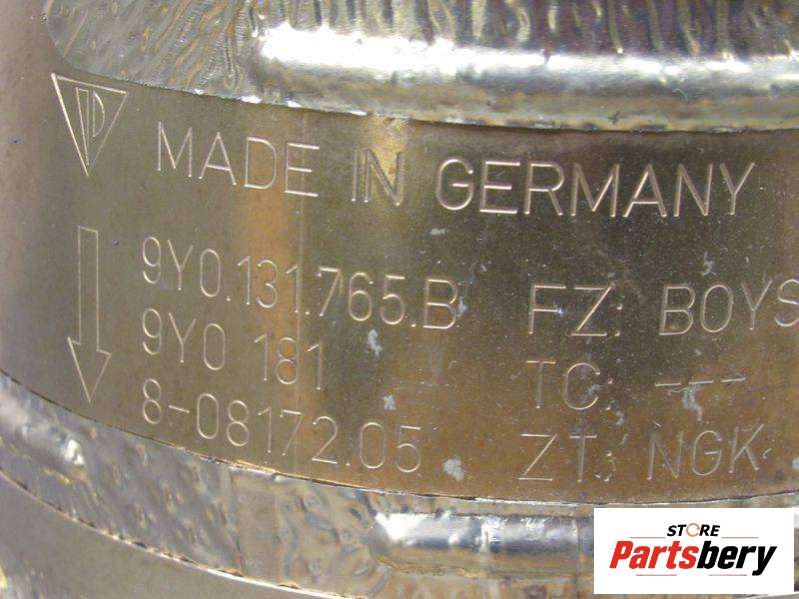 MADE IN GERMANY
9Y0.131.765.B FZ: BOYS
9Y0 181 TC: ---
8-08172.05 ZT: NGK
STORE
Partsbery